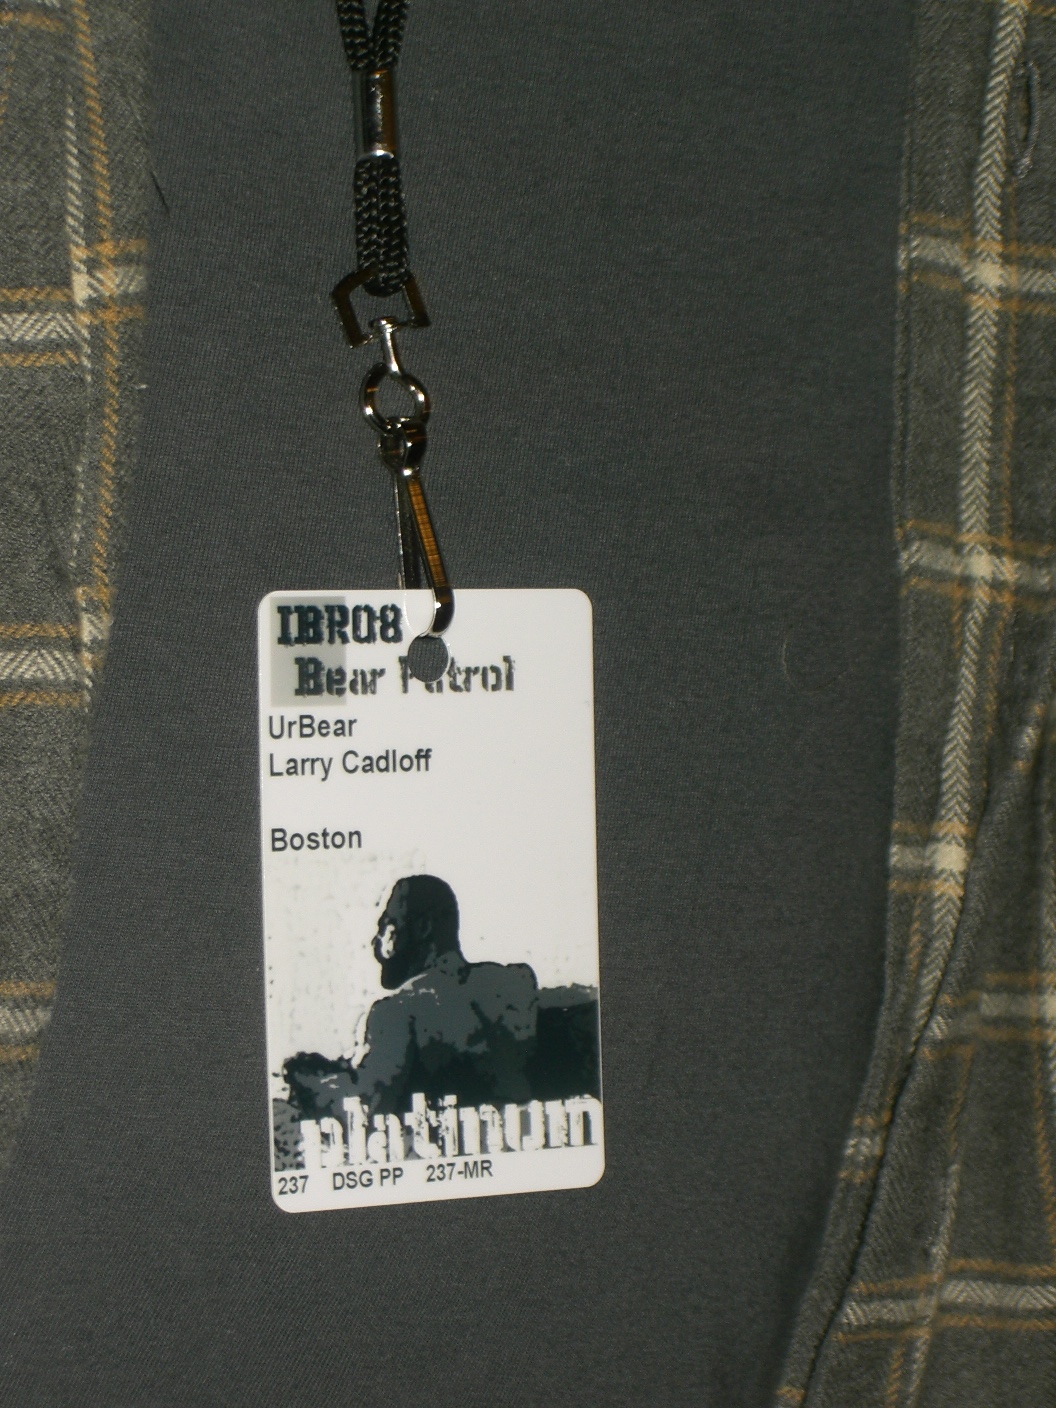 IBR08
Bear Patrol
UrBear
Larry Cadloff
Boston
platinum
237 DSG PP 237-MR